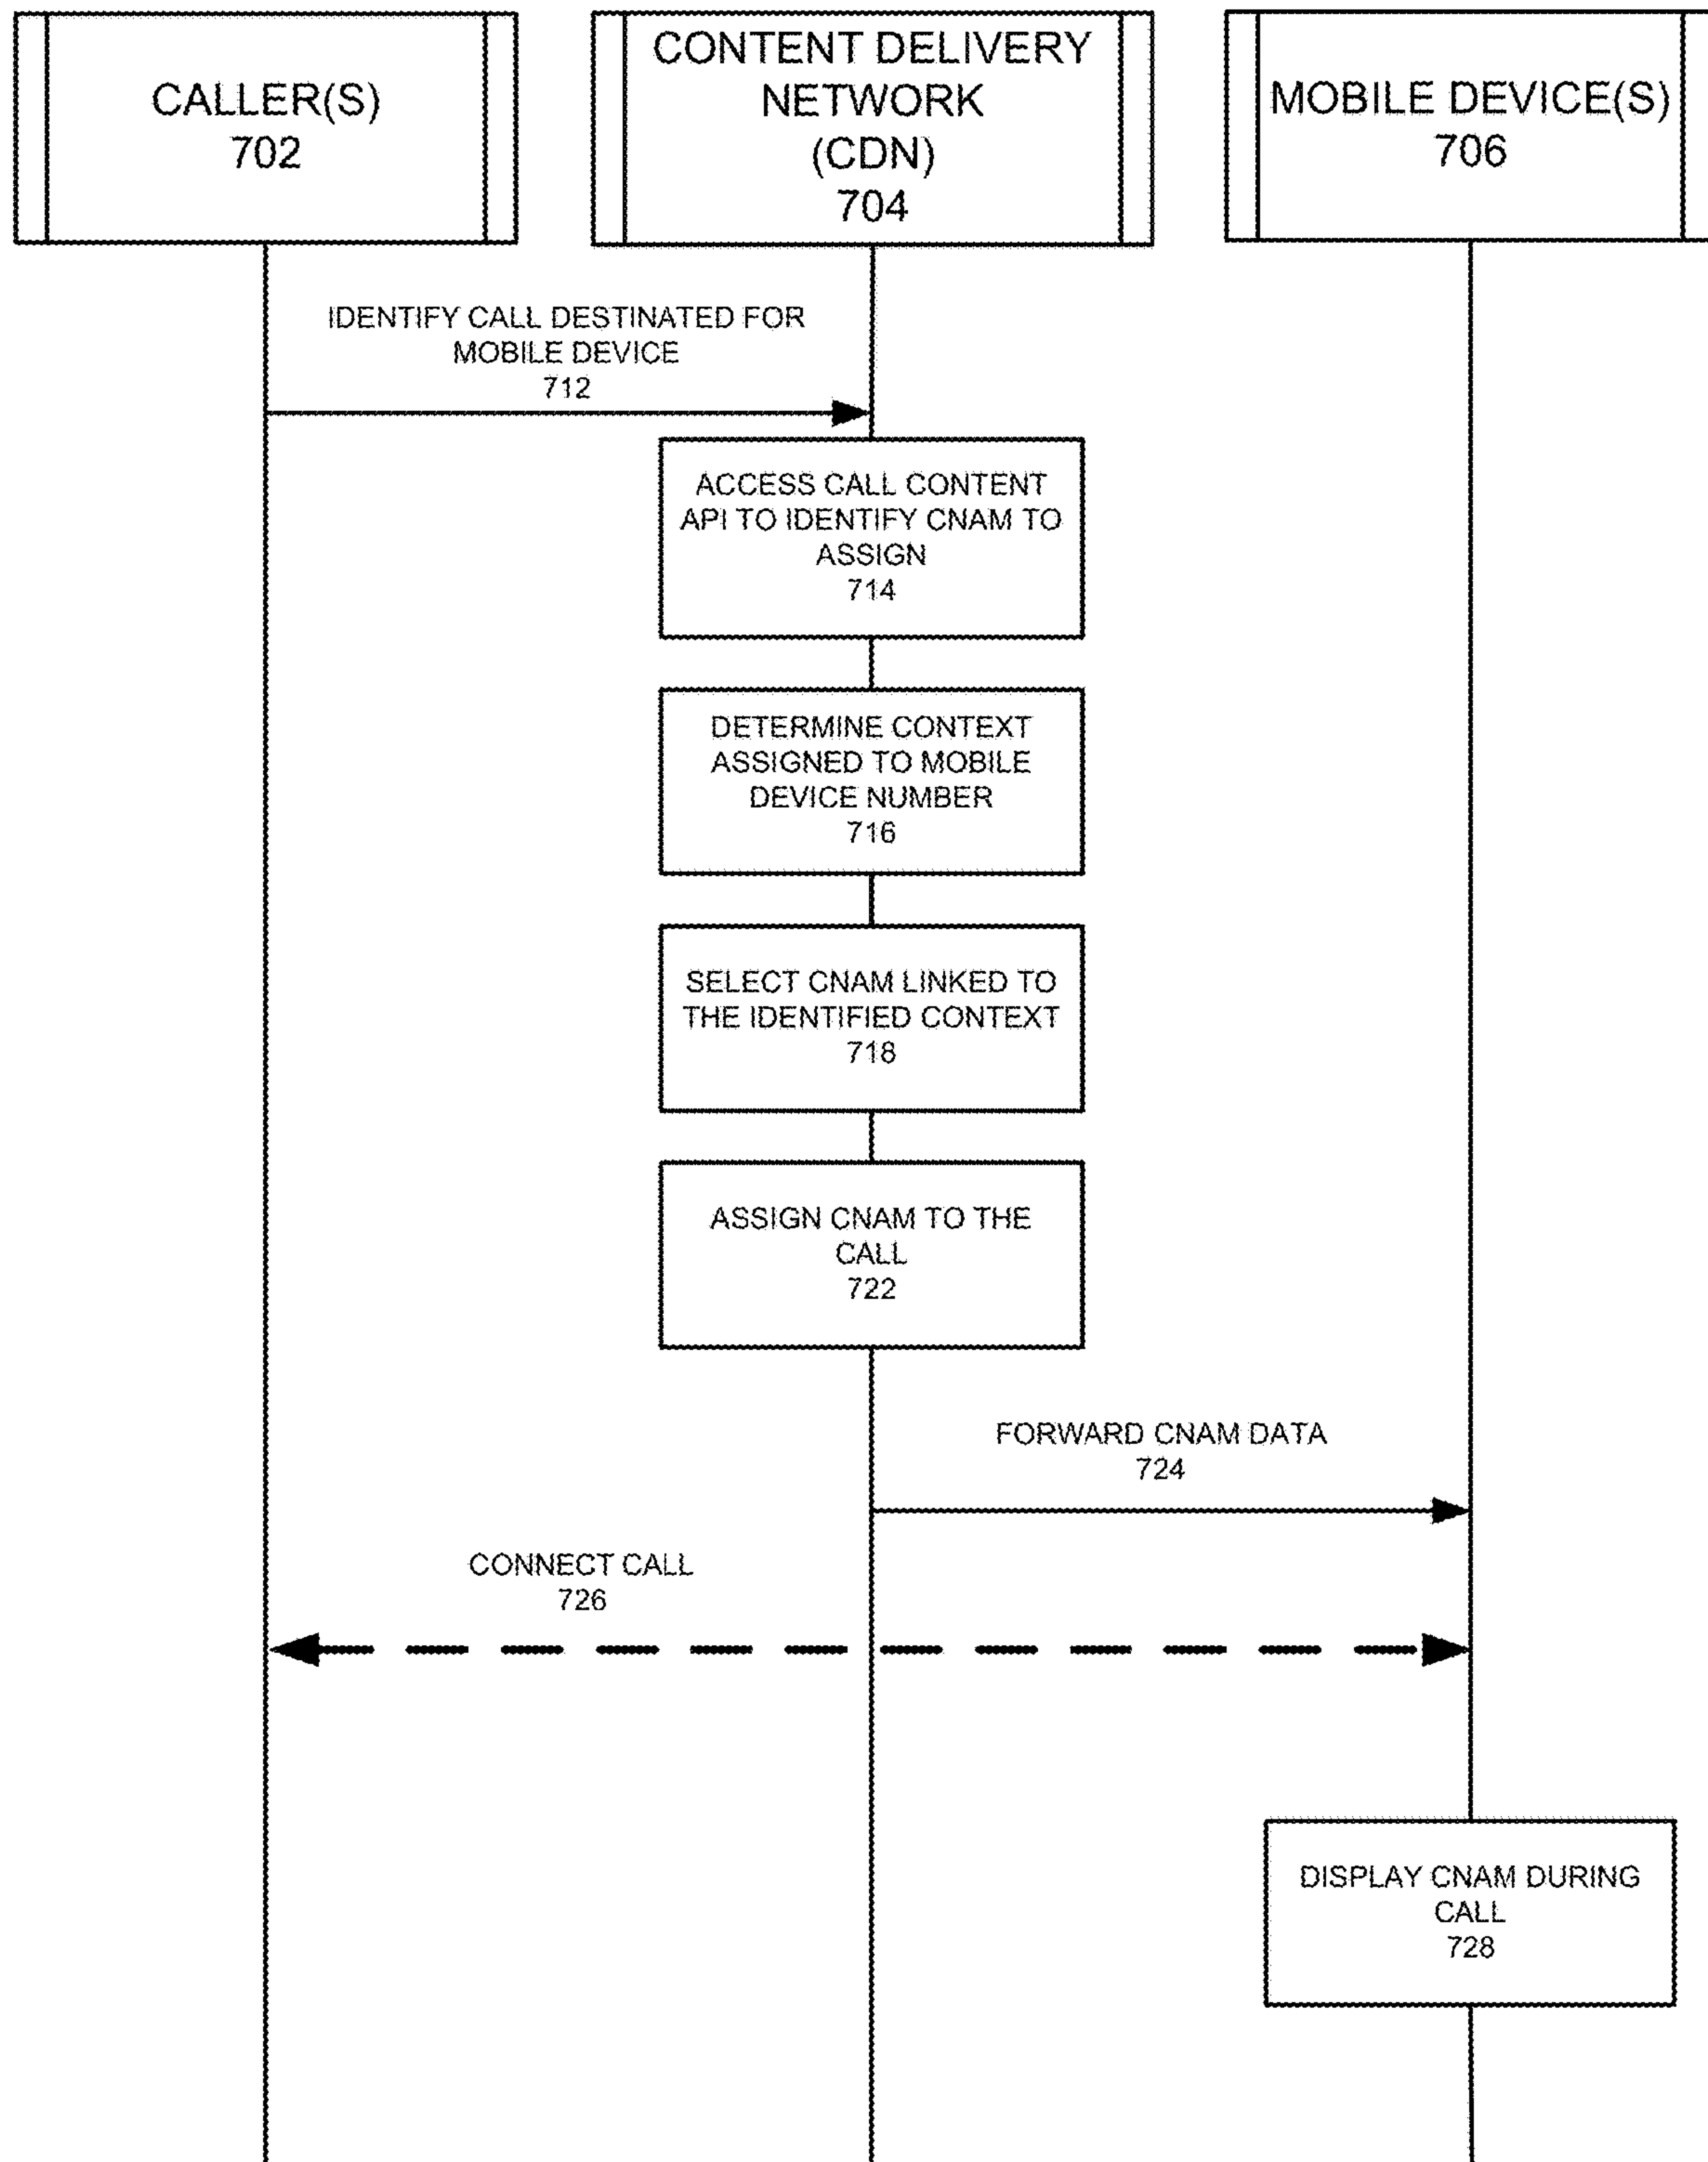 CALLER(S)
702
CONTENT DELIVERY
NETWORK
(CDN)
704
MOBILE DEVICE(S)
706
IDENTIFY CALL DESTINATED FOR
MOBILE DEVICE
712
ACCESS CALL CONTENT
API TO IDENTIFY CNAM TO
ASSIGN
714
DETERMINE CONTEXT
ASSIGNED TO MOBILE
DEVICE NUMBER
716
SELECT CNAM LINKED TO
THE IDENTIFIED CONTEXT
718
ASSIGN CNAM TO THE
CALL
722
FORWARD CNAM DATA
724
CONNECT CALL
726
DISPLAY CNAM DURING
CALL
728